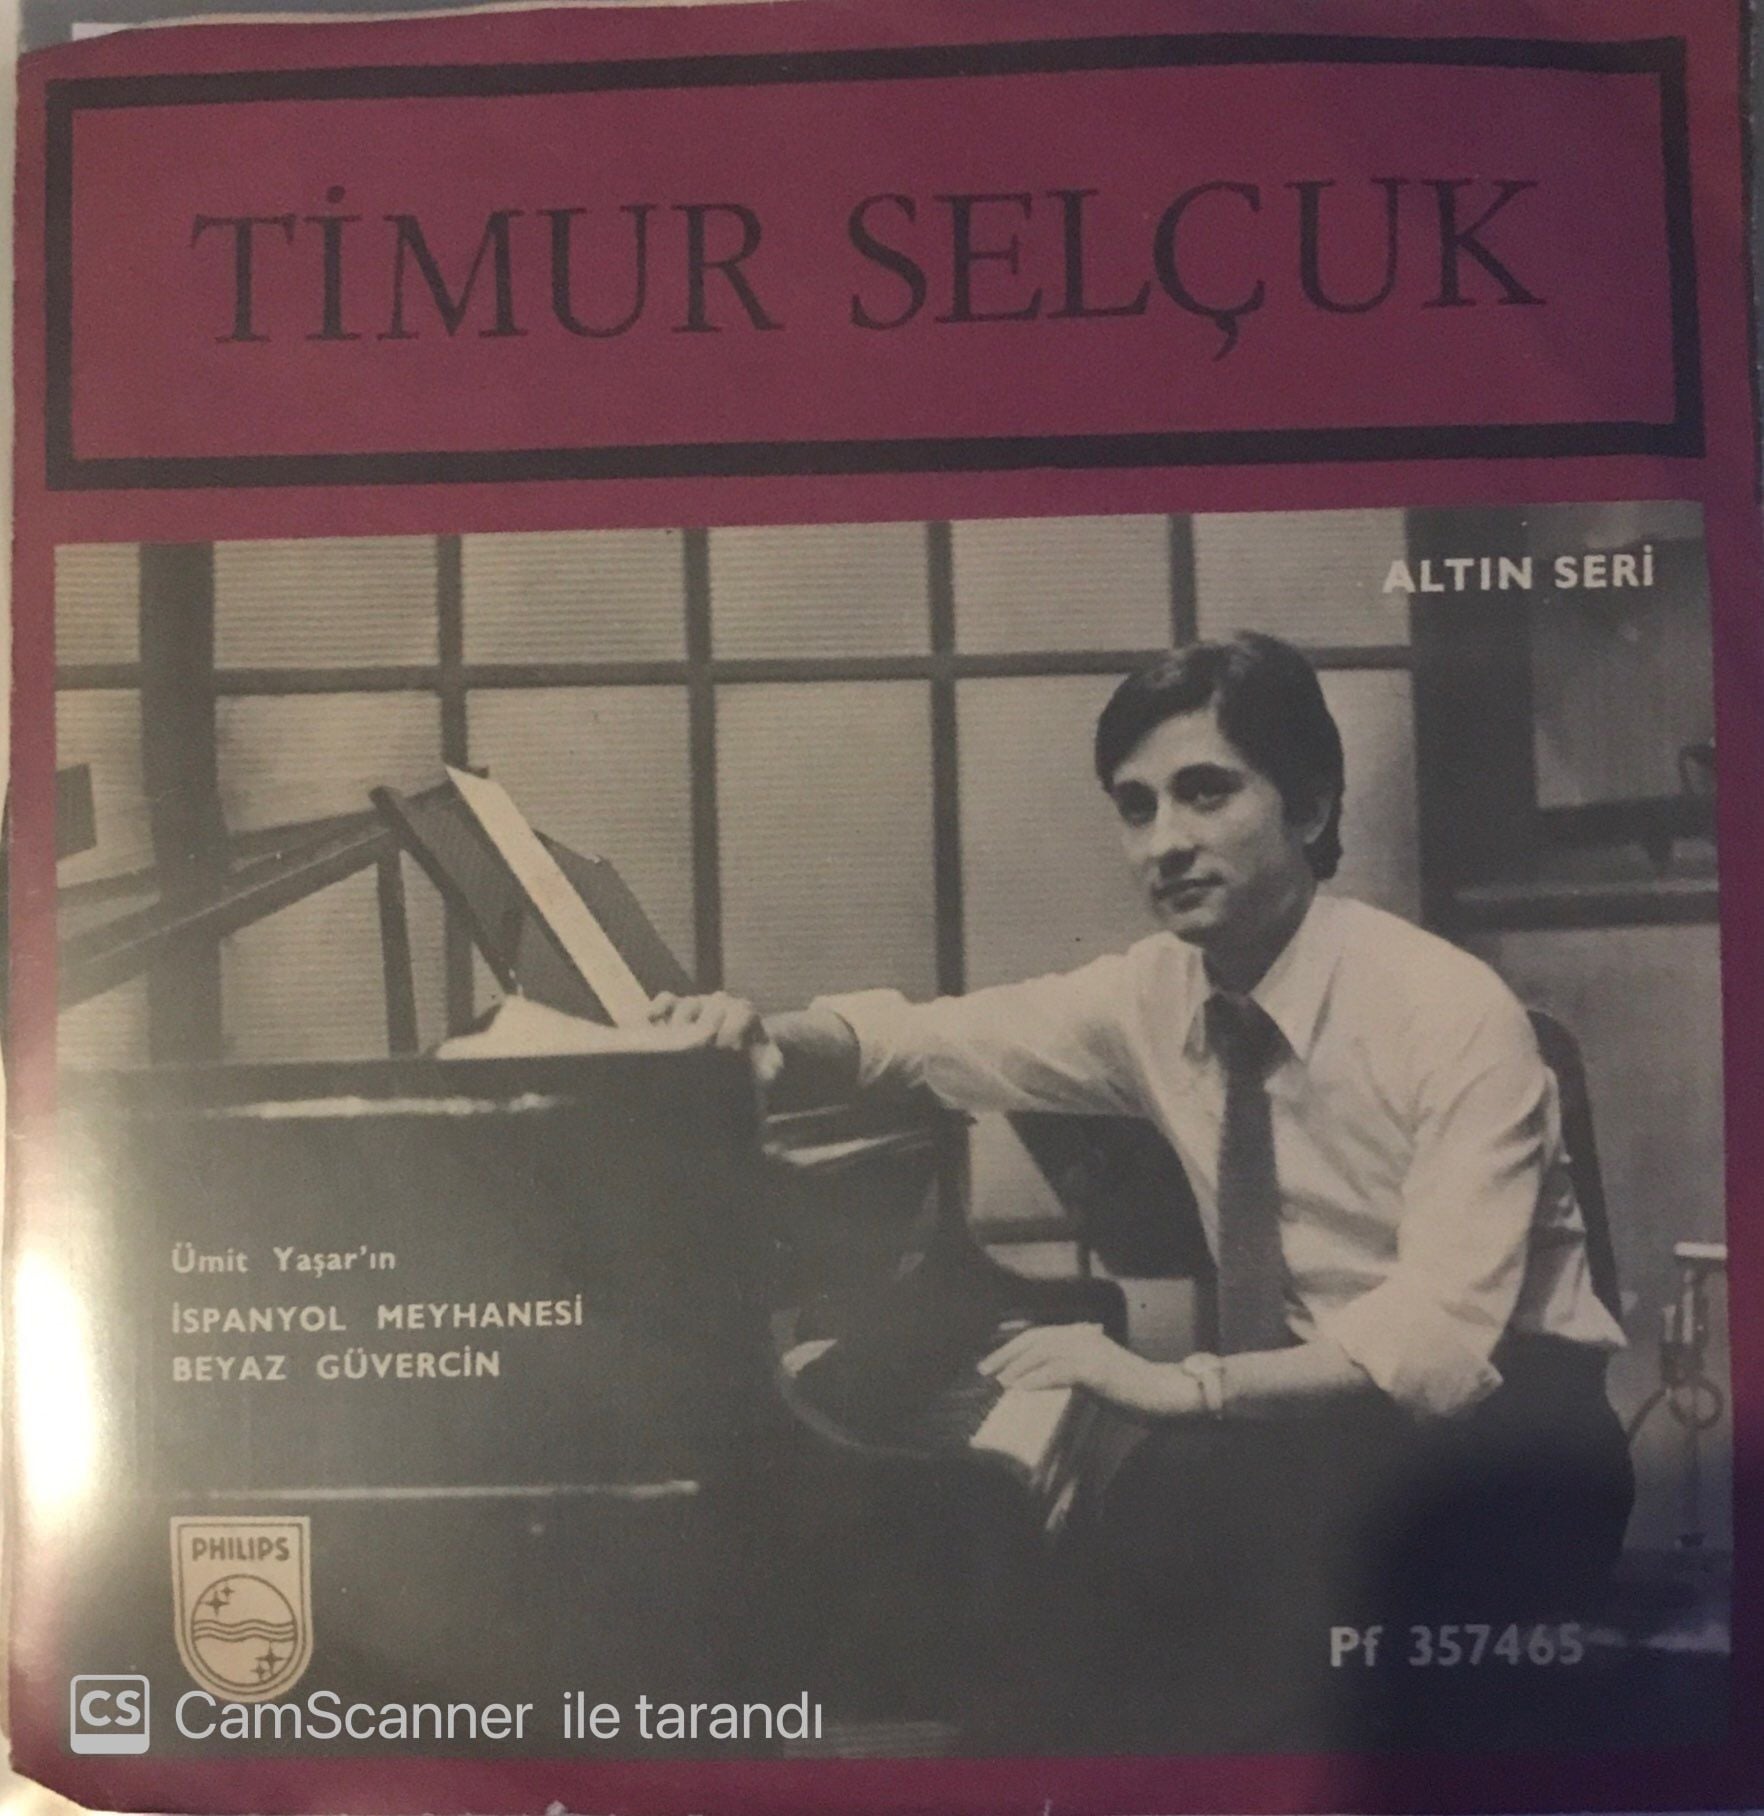 TİMUR SELÇUK
ALTIN SERİ
Ümit Yaşar'ın
İSPANYOL MEYHANESİ
BEYAZ GÜVERCİN
PHILIPS
Pf 357465
CS CamScanner ile tarandı